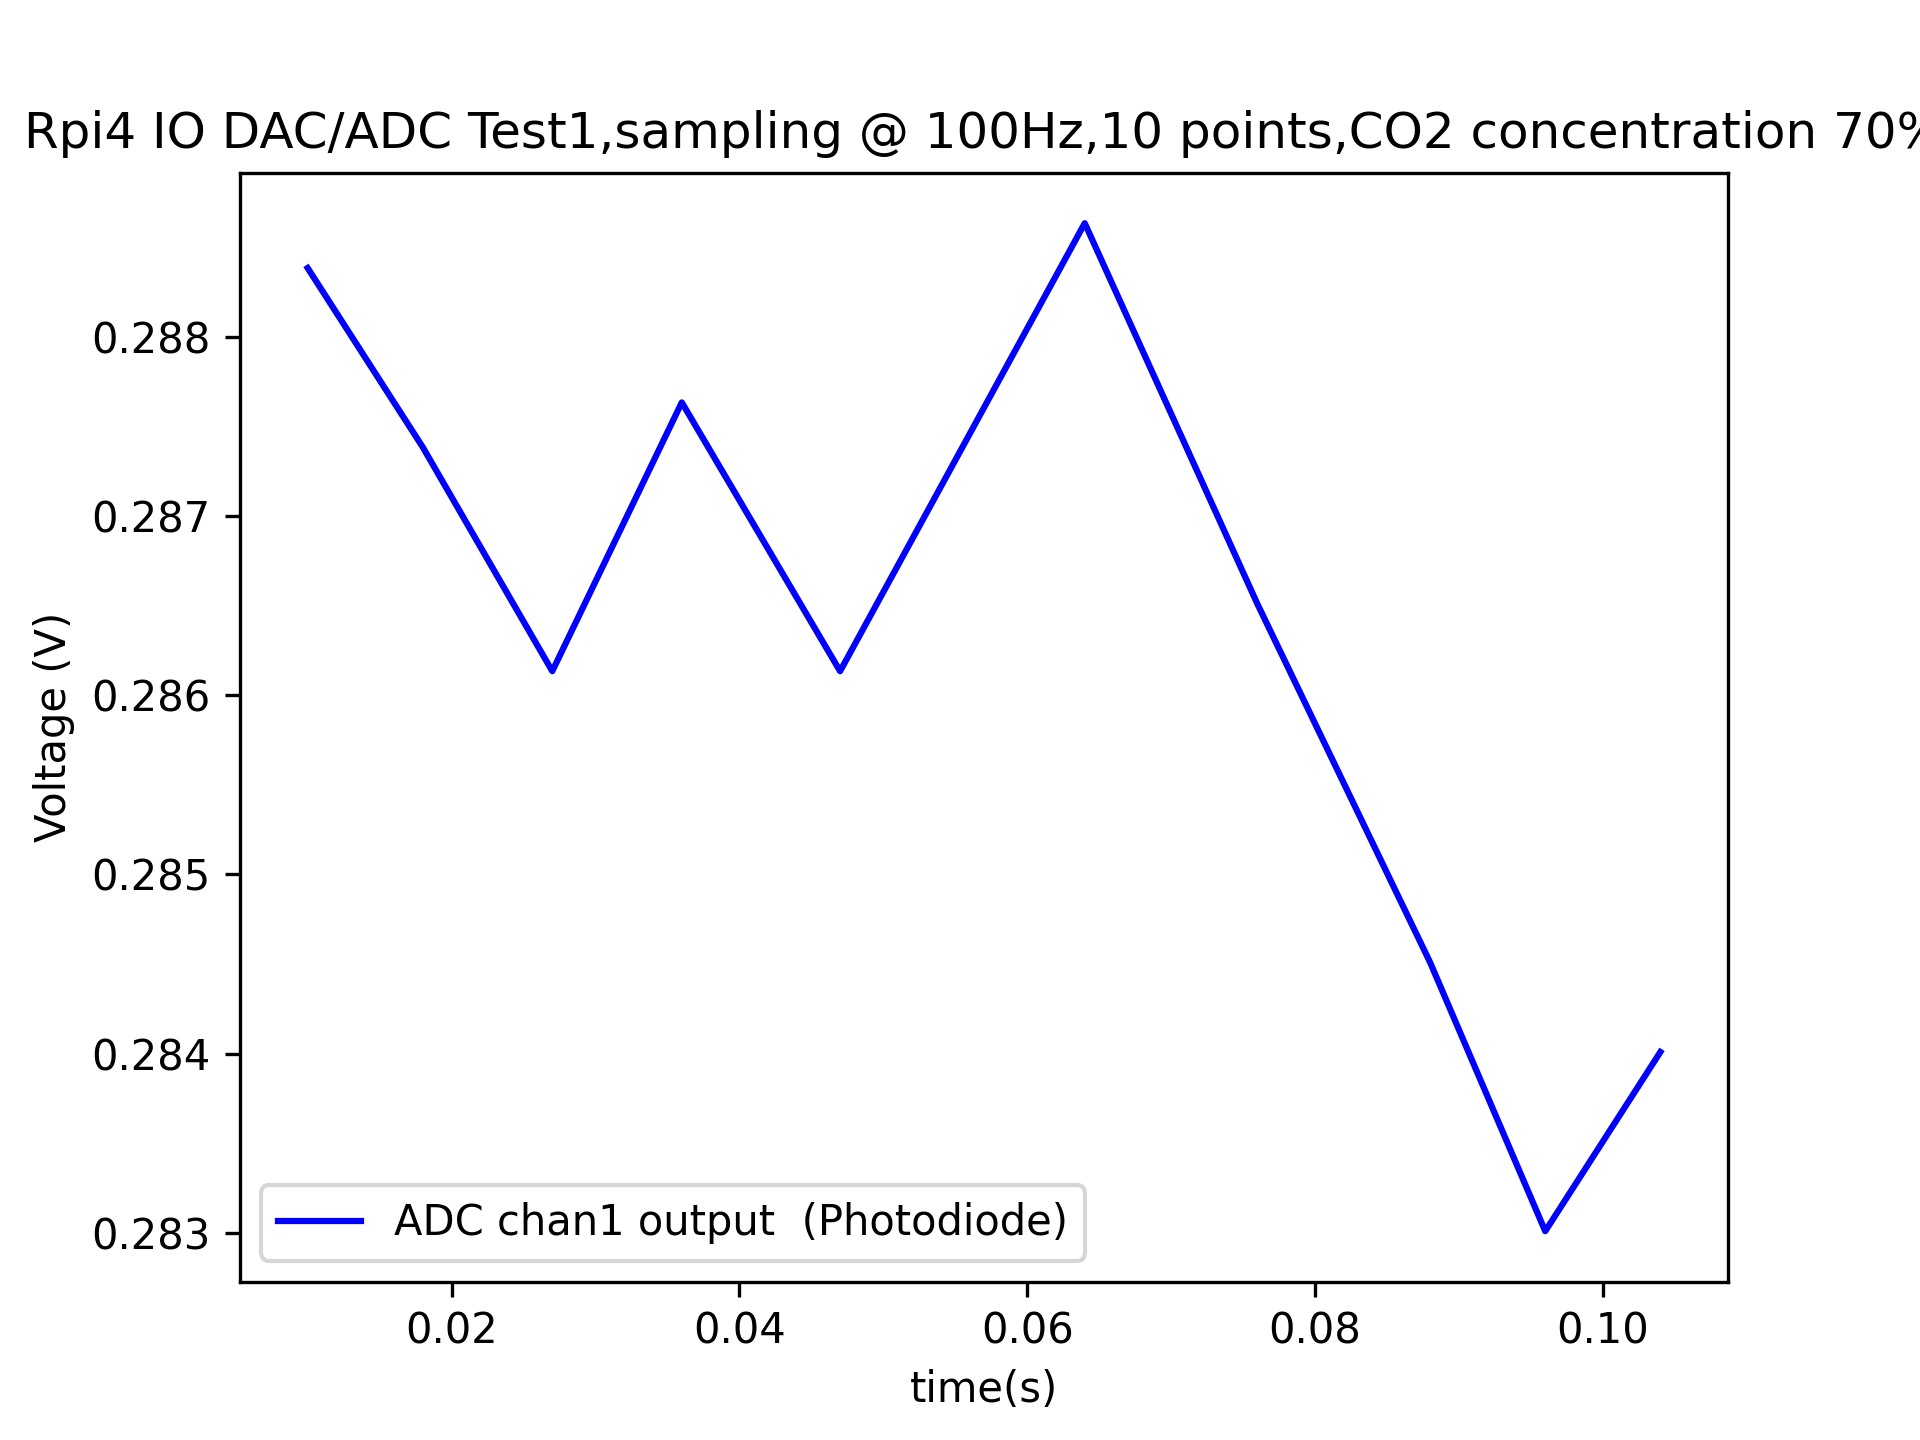 Rpi4 IO DAC/ADC Test1,sampling @ 100Hz,10 points,CO2 concentration 70%
0.288
0.287
0.286
0.285
0.284
0.283
Voltage (V)
ADC chan1 output  (Photodiode)
0.02 0.04 0.06 0.08 0.10
time(s)